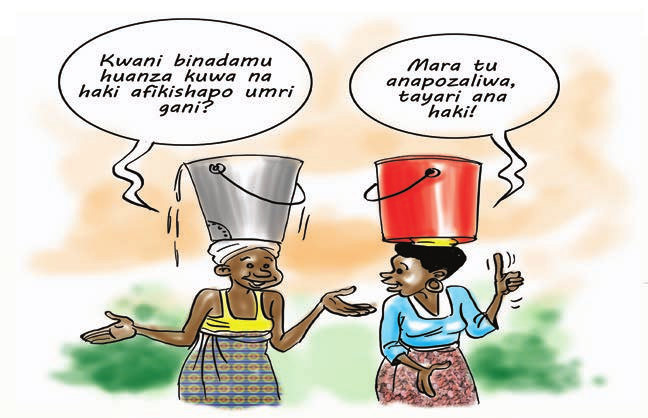 Kwani binadamu
huanza kuwa na
haki afikishapo umri
gani?
Mara tu
anapozaliwa,
tayari ana
haki!